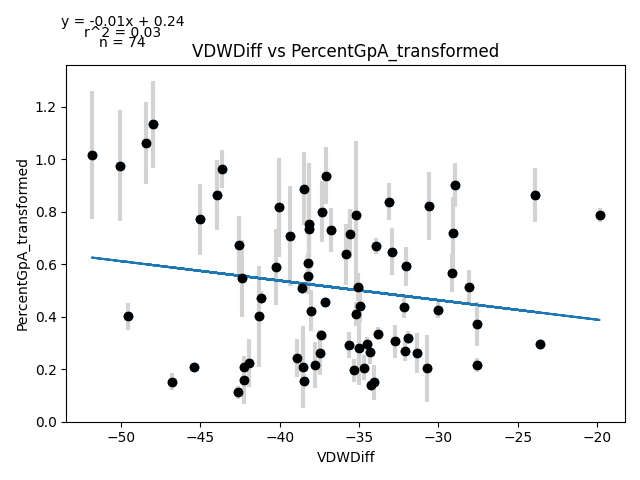 y = -0.01x + 0.24
r^2 = 0.03
n = 74
VDWDiff vs PercentGpA_transformed
1.2
1.0
0.8
0.6
0.4
0.2
0.0
PercentGpA_transformed
−50 −45 −40 −35 −30 −25 −20
VDWDiff